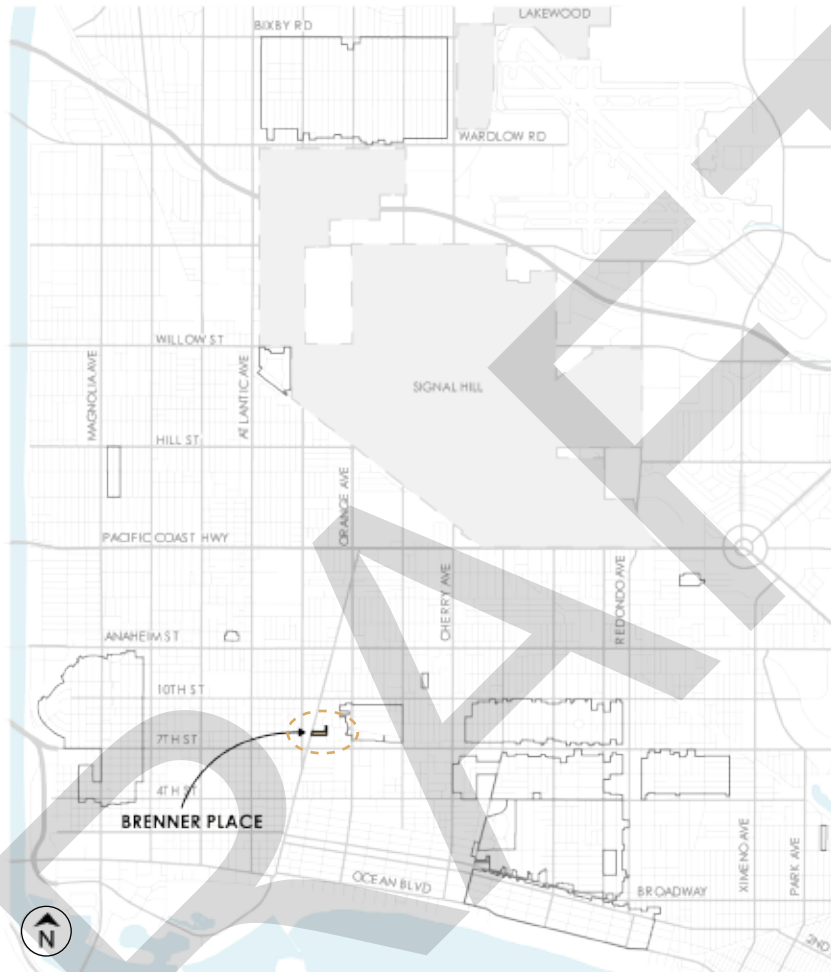 LAKEWOOD
BIXBY RD
WARDLOW RD
WILLOW ST
MAGNOLIA AVE
ATLANTIC AVE
SIGNAL HILL
HILL ST
ORANGE AVE
PACIFIC COAST HWY
CHERRY AVE
REDONDO AVE
ANAHEIM ST
10TH ST
7TH ST
4TH ST
BRENNER PLACE
XIMENO AVE
PARK AVE
OCEAN BLVD
BROADWAY
2ND
N
DRAFT